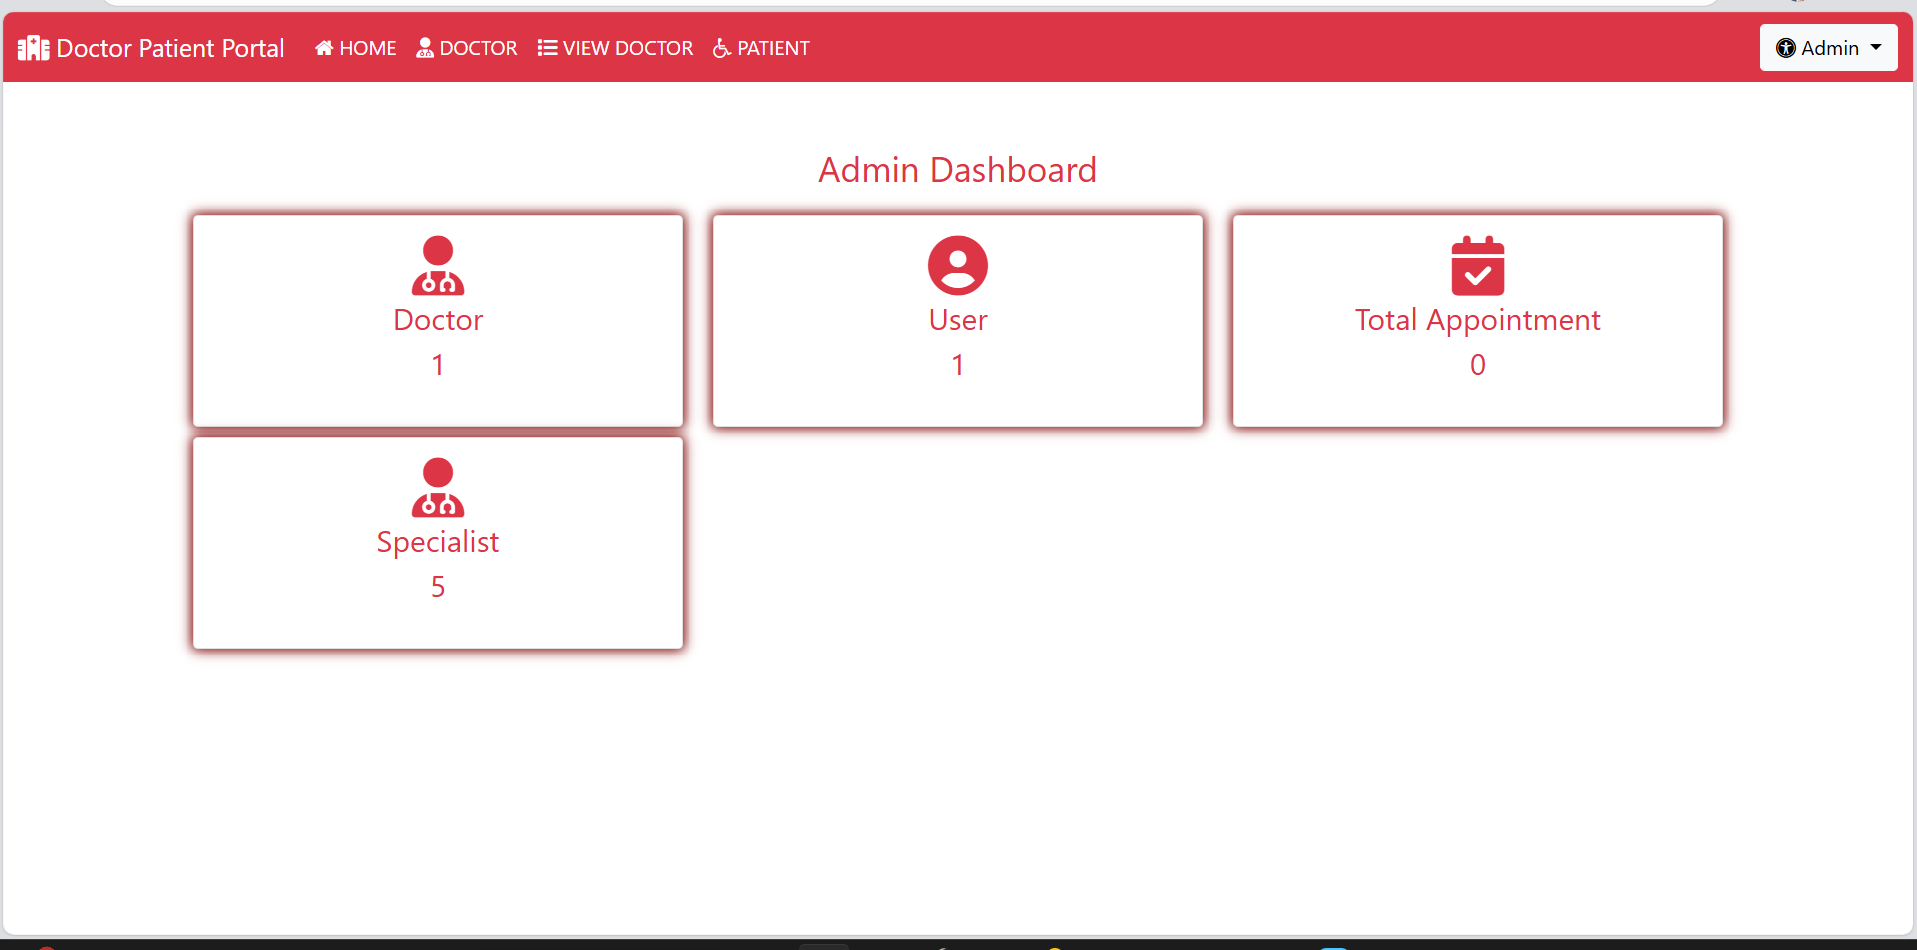 Doctor Patient Portal HOME DOCTOR VIEW DOCTOR PATIENT Admin
Admin Dashboard
Doctor
1
User
1
Total Appointment
0
Specialist
5